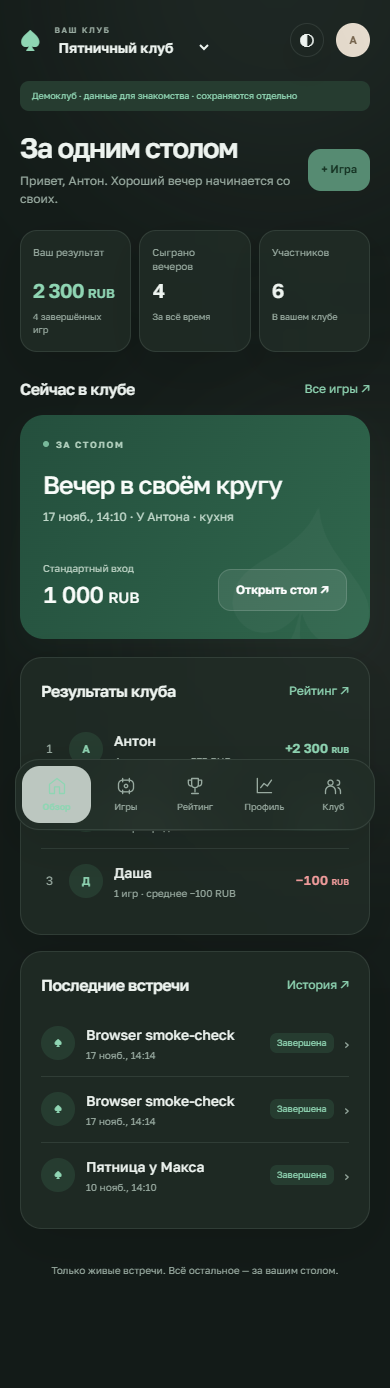 ВАШ КЛУБ
Пятничный клуб
А
Демоклуб · данные для знакомства · сохраняются отдельно
За одним столом
Привет, Антон. Хороший вечер начинается со
своих.
+ Игра
Ваш результат
2 300 RUB
4 завершённых
игр
Сыграно
вечеров
4
За всё время
Участников
6
В вашем клубе
Сейчас в клубе
Все игры ↗
ЗА СТОЛОМ
Вечер в своём кругу
17 нояб., 14:10 · У Антона · кухня
Стандартный вход
1 000 RUB
Открыть стол ↗
Результаты клуба
Рейтинг ↗
1
А
Антон
+2 300 RUB
Игры
Рейтинг
Профиль
Клуб
3
Д
Даша
1 игр · среднее −100 RUB
−100 RUB
Последние встречи
История ↗
Browser smoke-check
17 нояб., 14:14
Завершена
›
Browser smoke-check
17 нояб., 14:14
Завершена
›
Пятница у Макса
10 нояб., 14:10
Завершена
›
Только живые встречи. Всё остальное — за вашим столом.